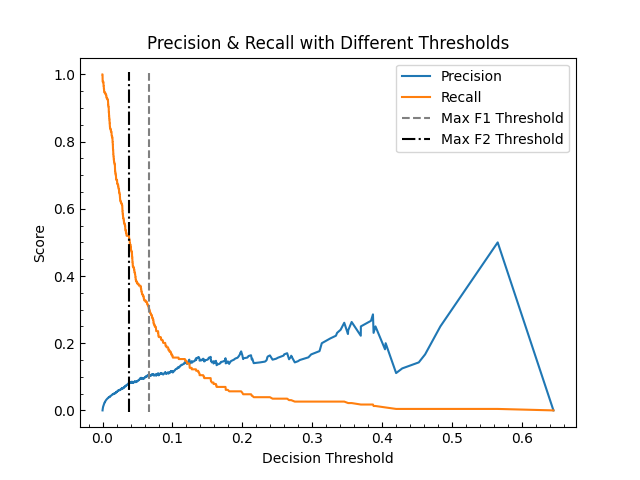 Precision & Recall with Different Thresholds
Precision
Recall
Max F1 Threshold
Max F2 Threshold
Score
1.0
0.8
0.6
0.4
0.2
0.0
0.0 0.1 0.2 0.3 0.4 0.5 0.6
Decision Threshold